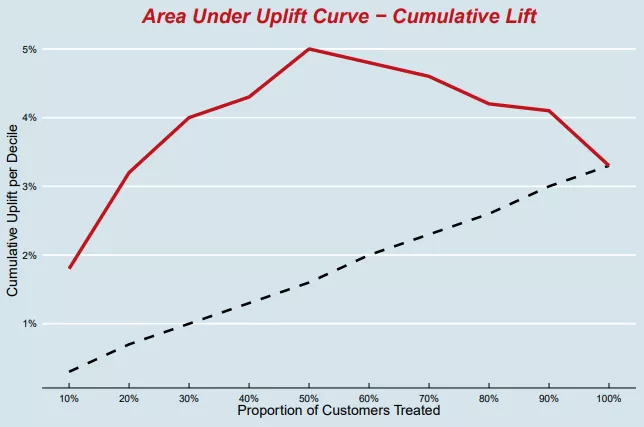 Area Under Uplift Curve − Cumulative Lift
Cumulative Uplift per Decile
5%
4%
3%
2%
1%
10% 20% 30% 40% 50% 60% 70% 80% 90% 100%
Proportion of Customers Treated